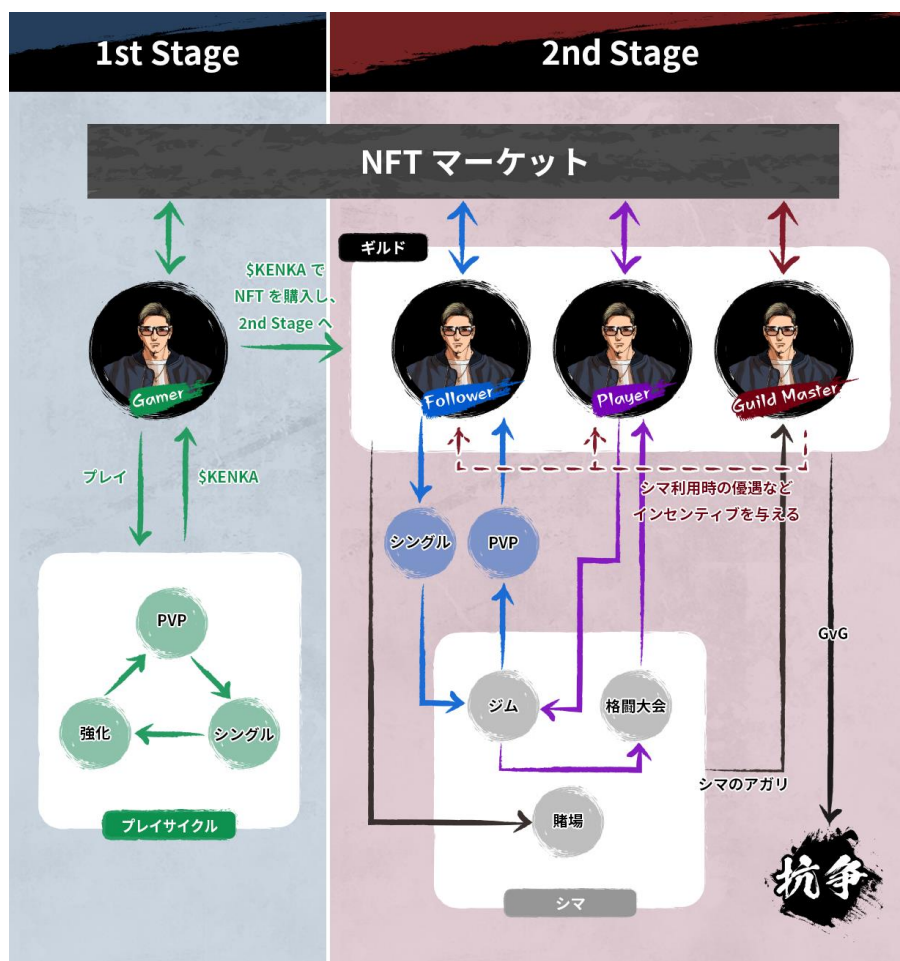 1st Stage
2nd Stage
NFT マーケット
ギルド
$KENKA で
NFT を購入し、
2nd Stage へ
Gamer
Follower
Player
Guild Master
プレイ
$KENKA
シマ利用時の優遇など
インセンティブを与える
シングル
PVP
PVP
強化
シングル
プレイサイクル
GvG
ジム
格闘大会
シマのアガリ
賭場
シマ
抗争